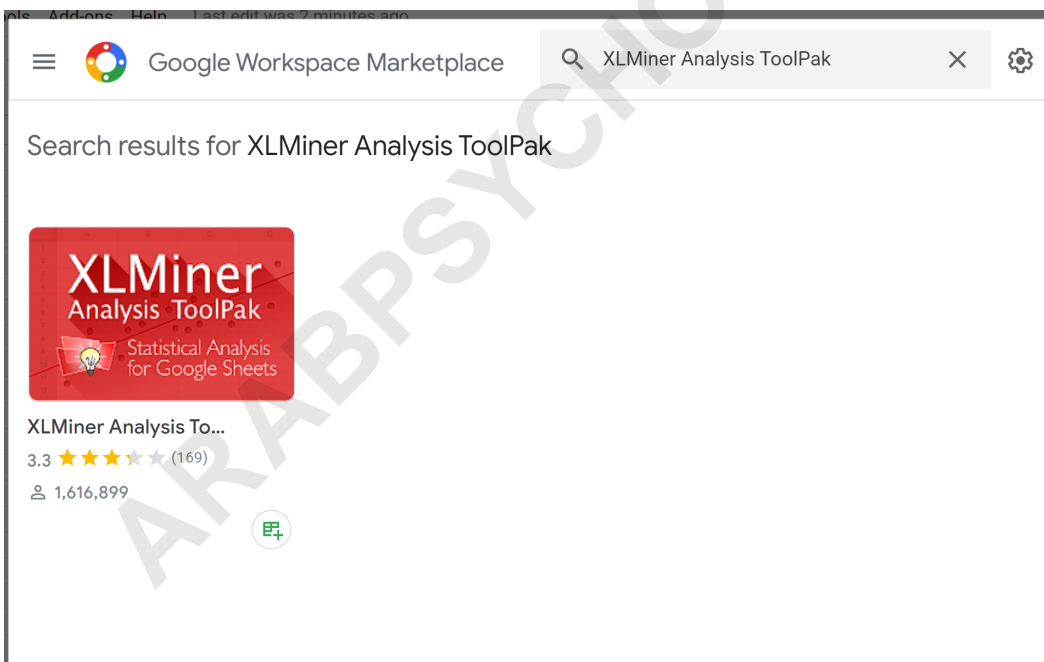 ols Add-ons Help Last edit was 2 minutes ago
Google Workspace Marketplace
XLMiner Analysis ToolPak
Search results for XLMiner Analysis ToolPak
XLMiner
Analysis ToolPak
Statistical Analysis
for Google Sheets
XLMiner Analysis To...
3.3 (169)
1,616,899
ARABPSYCHO